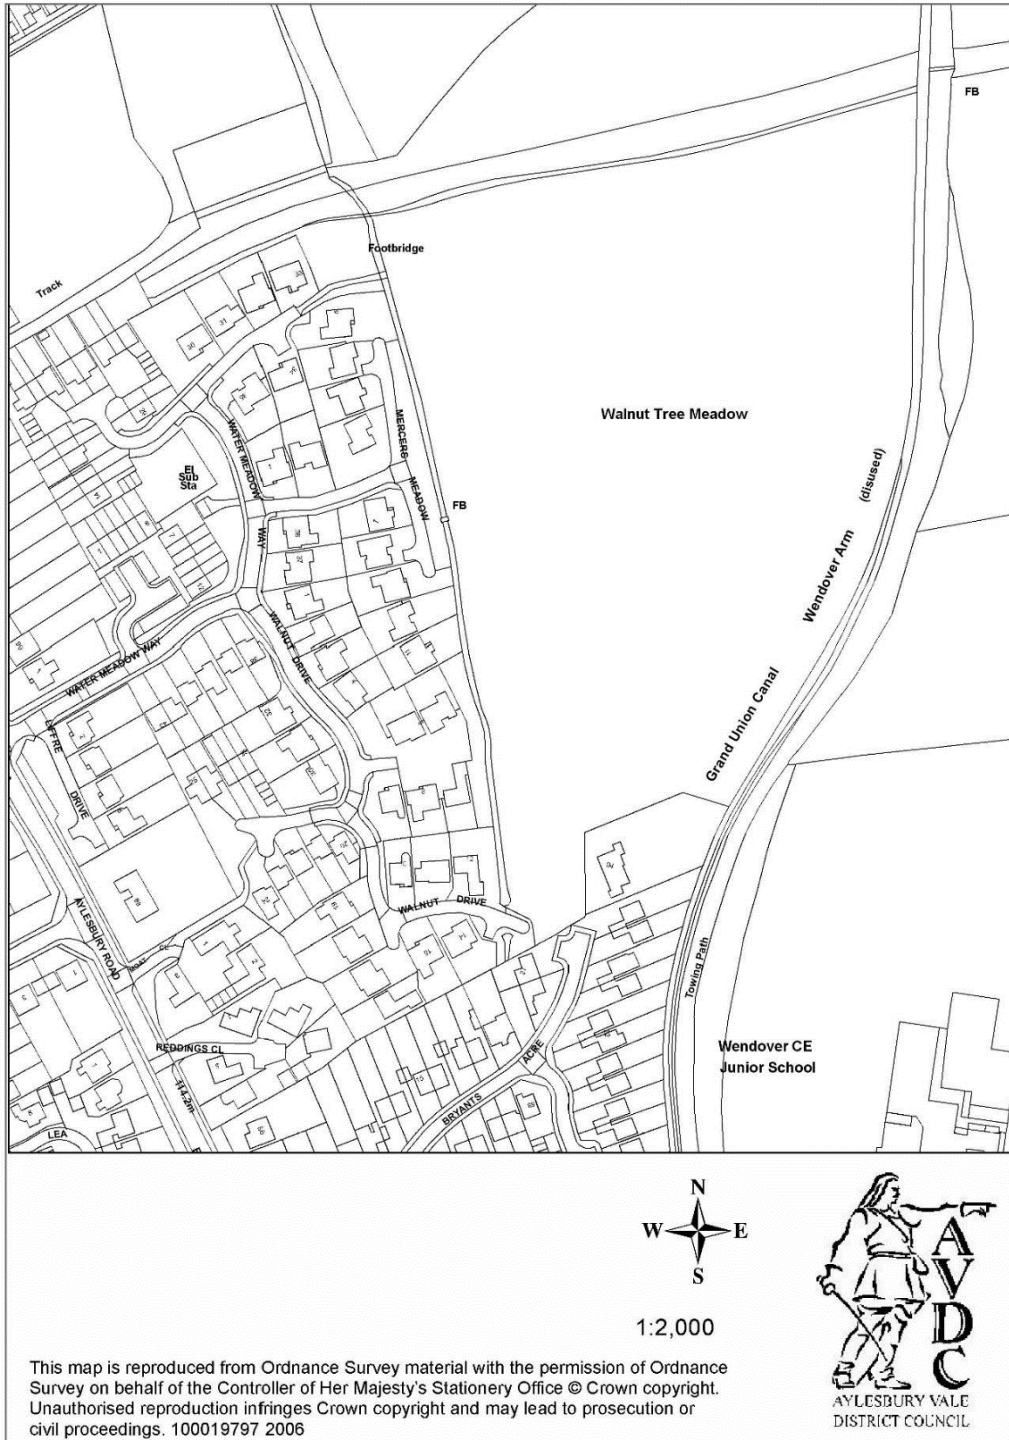 FB
Track
Footbridge
Walnut Tree Meadow
MERCERS
MEADOW
WATER MEADOW
WAY
El
Sub
Sta
FB
(disused)
Wendover Arm
Grand Union Canal
WALNUT
DRIVE
WATER MEADOW WAY
DRIVE
WALNUT DRIVE
AYLESBURY ROAD
Towing Path
REDDINGS CL
114.2m
BRYANTS
ACRE
LEA
Wendover CE
Junior School
N
W E
S
1:2,000
This map is reproduced from Ordnance Survey material with the permission of Ordnance
Survey on behalf of the Controller of Her Majesty's Stationery Office © Crown copyright.
Unauthorised reproduction infringes Crown copyright and may lead to prosecution or
civil proceedings. 100019797 2006
AVDC
AYLESBURY VALE
DISTRICT COUNCIL